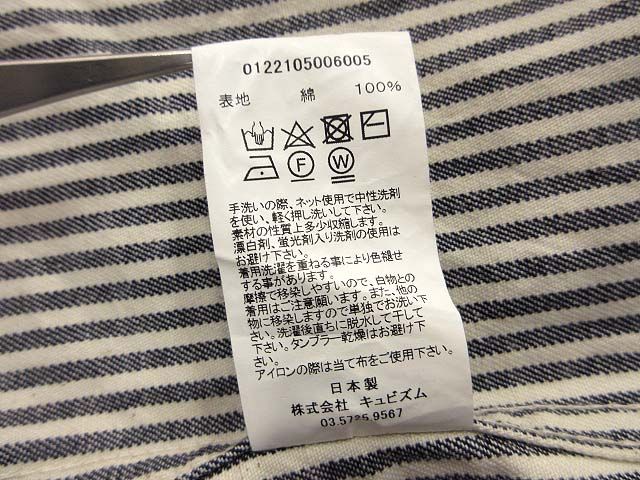 0122105006005
表地 綿 100%
F W
手洗いの際、ネット使用で中性洗剤
を使い、軽く押し洗いして下さい。
素材の性質上多少収縮します。
漂白剤、蛍光剤入り洗剤の使用は
お避け下さい。
着用洗濯を重ねる事により色褪せ
する事があります。
摩擦で移染しやすいので、白物との
着用はご注意願います。また、他の
物に移染しますので単独でお洗い下
さい。洗濯後直ちに脱水して干して
下さい。タンブラー乾燥はお避け下
さい。
アイロンの際は当て布をご使用下さい。
日本製
株式会社 キュビズム
03.5725.9567